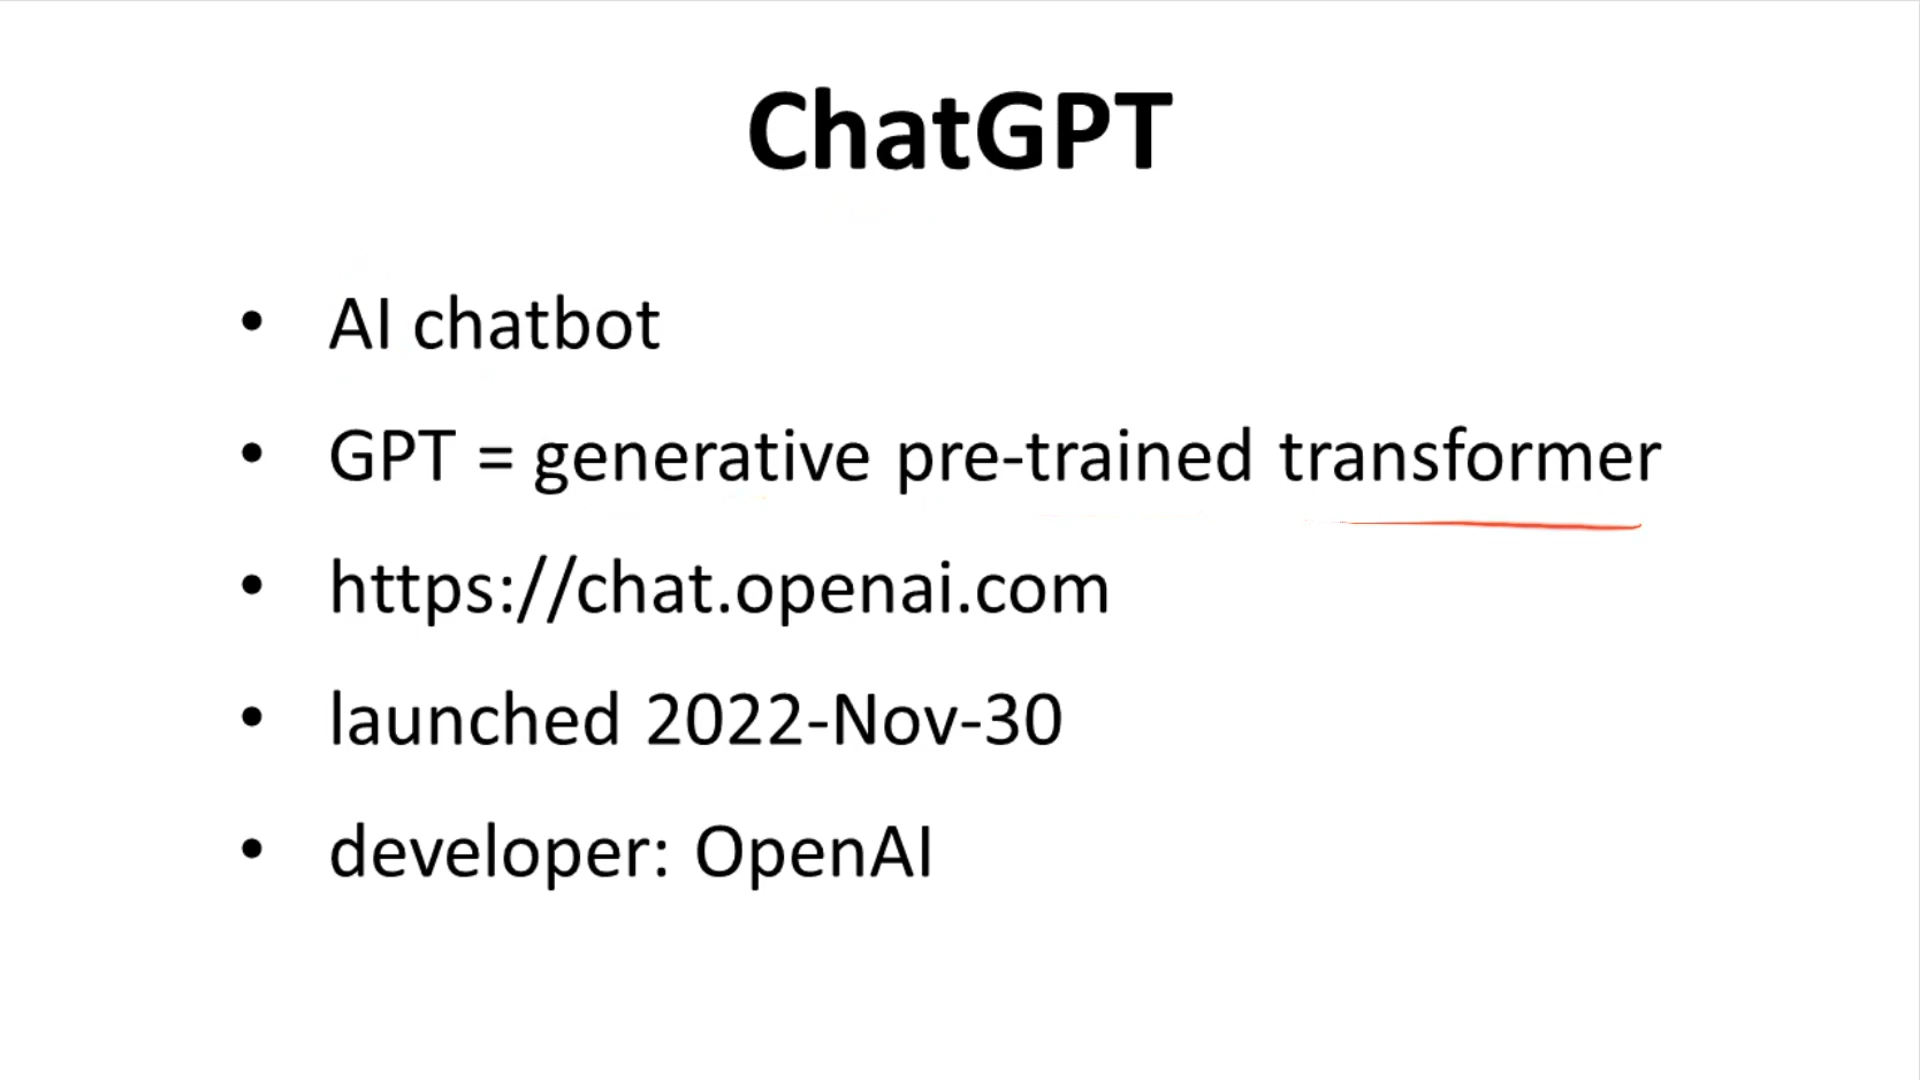 ChatGPT
• AI chatbot
• GPT = generative pre-trained transformer
• https://chat.openai.com
• launched 2022-Nov-30
• developer: OpenAI